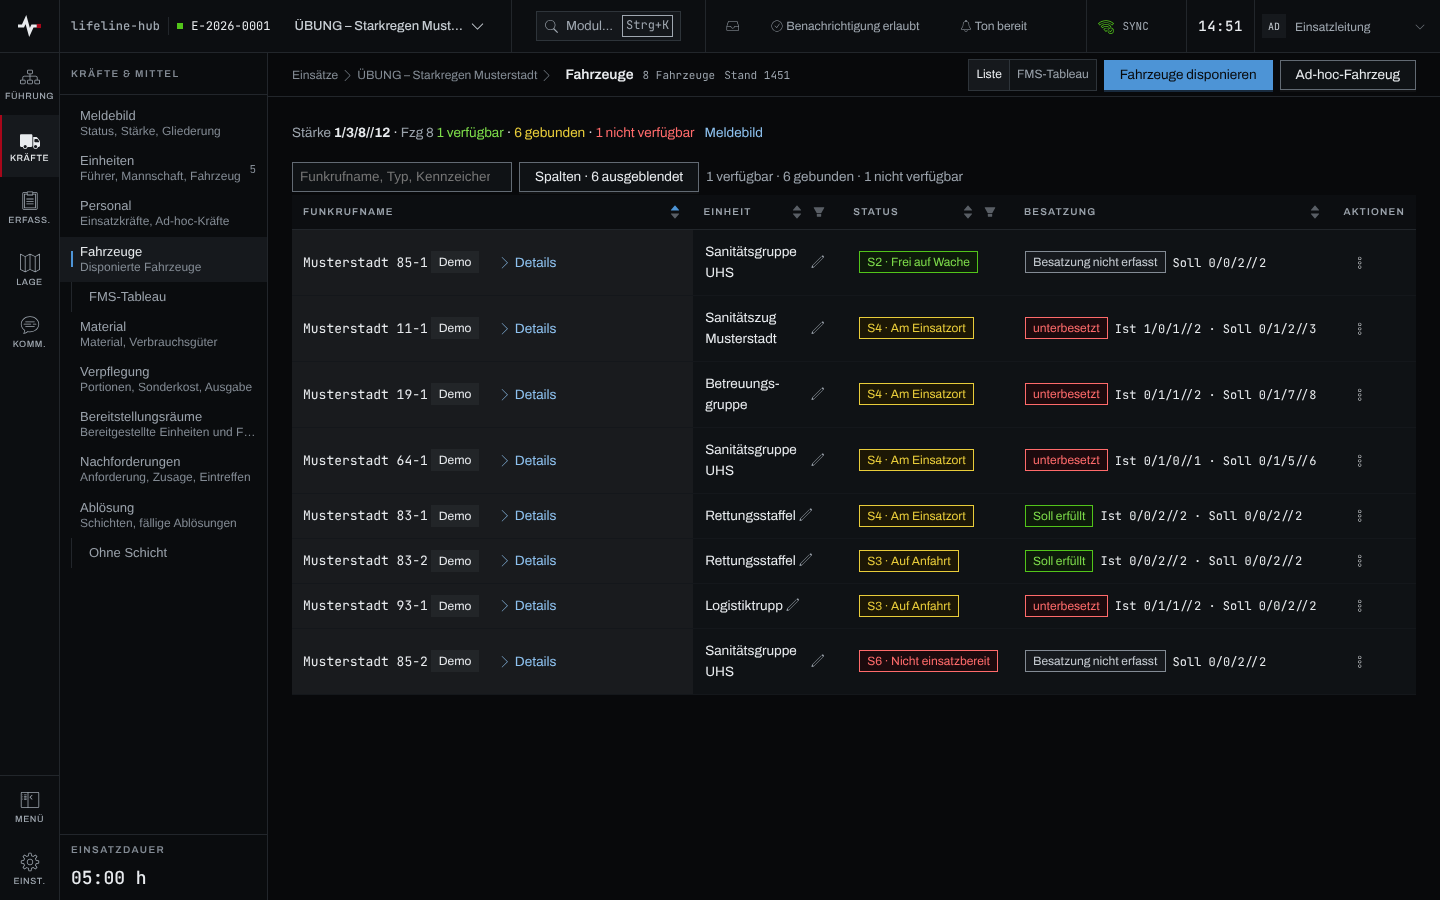 lifeline-hub E-2026-0001 ÜBUNG – Starkregen Must... Modul... Strg+K Benachrichtigung erlaubt Ton bereit SYNC 14:51 AD Einsatzleitung
FÜHRUNG
KRÄFTE
ERFASS.
LAGE
KOMM.
MENÜ
EINST.
KRÄFTE & MITTEL
Meldebild
Status, Stärke, Gliederung
Einheiten
Führer, Mannschaft, Fahrzeug 5
Personal
Einsatzkräfte, Ad-hoc-Kräfte
Fahrzeuge
Disponierte Fahrzeuge
FMS-Tableau
Material
Material, Verbrauchsgüter
Verpflegung
Portionen, Sonderkost, Ausgabe
Bereitstellungsräume
Bereitgestellte Einheiten und F...
Nachforderungen
Anforderung, Zusage, Eintreffen
Ablösung
Schichten, fällige Ablösungen
Ohne Schicht
EINSATZDAUER
05:00 h
Einsätze ÜBUNG – Starkregen Musterstadt Fahrzeuge 8 Fahrzeuge Stand 1451 Liste FMS-Tableau Fahrzeuge disponieren Ad-hoc-Fahrzeug
Stärke 1/3/8//12 · Fzg 8 1 verfügbar · 6 gebunden · 1 nicht verfügbar Meldebild
Funkrufname, Typ, Kennzeicher Spalten · 6 ausgeblendet 1 verfügbar · 6 gebunden · 1 nicht verfügbar
FUNKRUFNAME EINHEIT STATUS BESATZUNG AKTIONEN
Musterstadt 85-1 Demo Details Sanitätsgruppe UHS S2 · Frei auf Wache Besatzung nicht erfasst Soll 0/0/2//2
Musterstadt 11-1 Demo Details Sanitätszug Musterstadt S4 · Am Einsatzort unterbesetzt Ist 1/0/1//2 · Soll 0/1/2//3
Musterstadt 19-1 Demo Details Betreuungs-gruppe S4 · Am Einsatzort unterbesetzt Ist 0/1/1//2 · Soll 0/1/7//8
Musterstadt 64-1 Demo Details Sanitätsgruppe UHS S4 · Am Einsatzort unterbesetzt Ist 0/1/0//1 · Soll 0/1/5//6
Musterstadt 83-1 Demo Details Rettungsstaffel S4 · Am Einsatzort Soll erfüllt Ist 0/0/2//2 · Soll 0/0/2//2
Musterstadt 83-2 Demo Details Rettungsstaffel S3 · Auf Anfahrt Soll erfüllt Ist 0/0/2//2 · Soll 0/0/2//2
Musterstadt 93-1 Demo Details Logistiktrupp S3 · Auf Anfahrt unterbesetzt Ist 0/1/1//2 · Soll 0/0/2//2
Musterstadt 85-2 Demo Details Sanitätsgruppe UHS S6 · Nicht einsatzbereit Besatzung nicht erfasst Soll 0/0/2//2